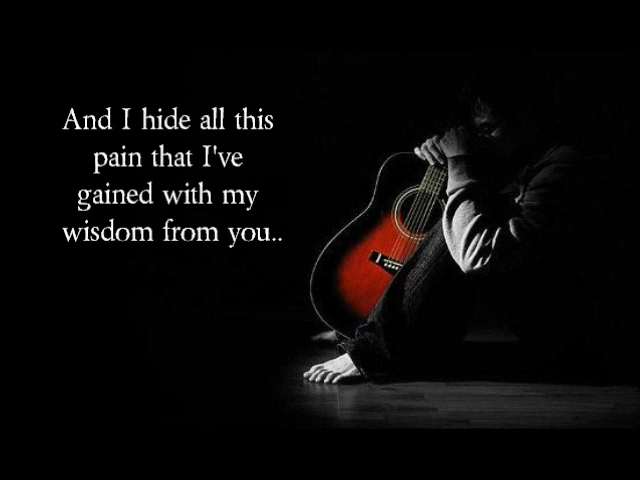 And I hide all this
pain that I've
gained with my
wisdom from you..